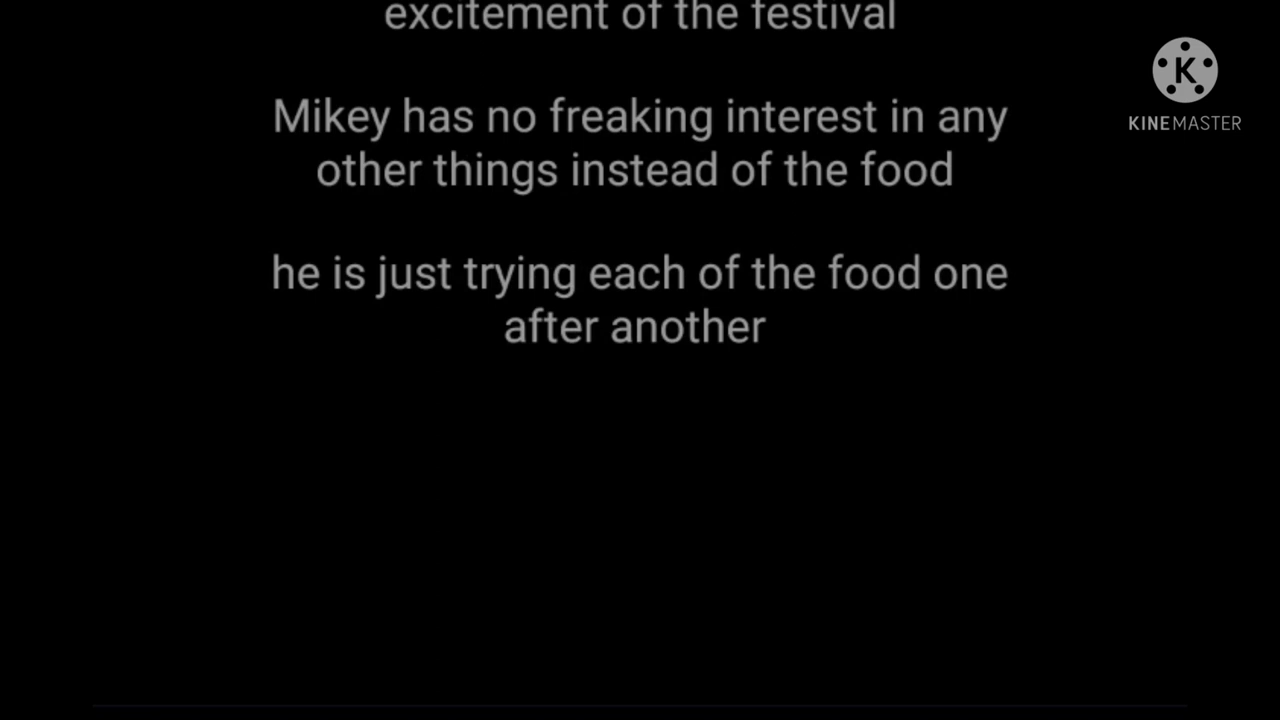 excitement of the festival
Mikey has no freaking interest in any
other things instead of the food
he is just trying each of the food one
after another
K
KINEMASTER